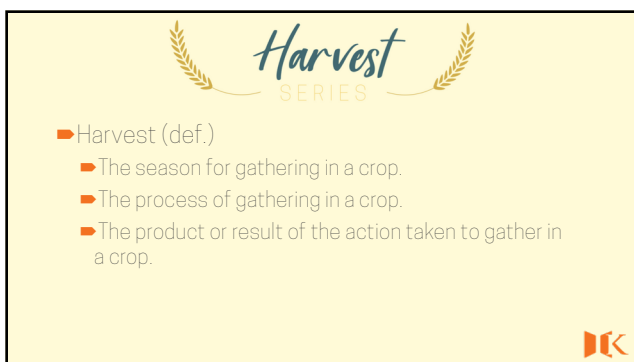 Harvest
SERIES
Harvest (def.)
The season for gathering in a crop.
The process of gathering in a crop.
The product or result of the action taken to gather in
a crop.